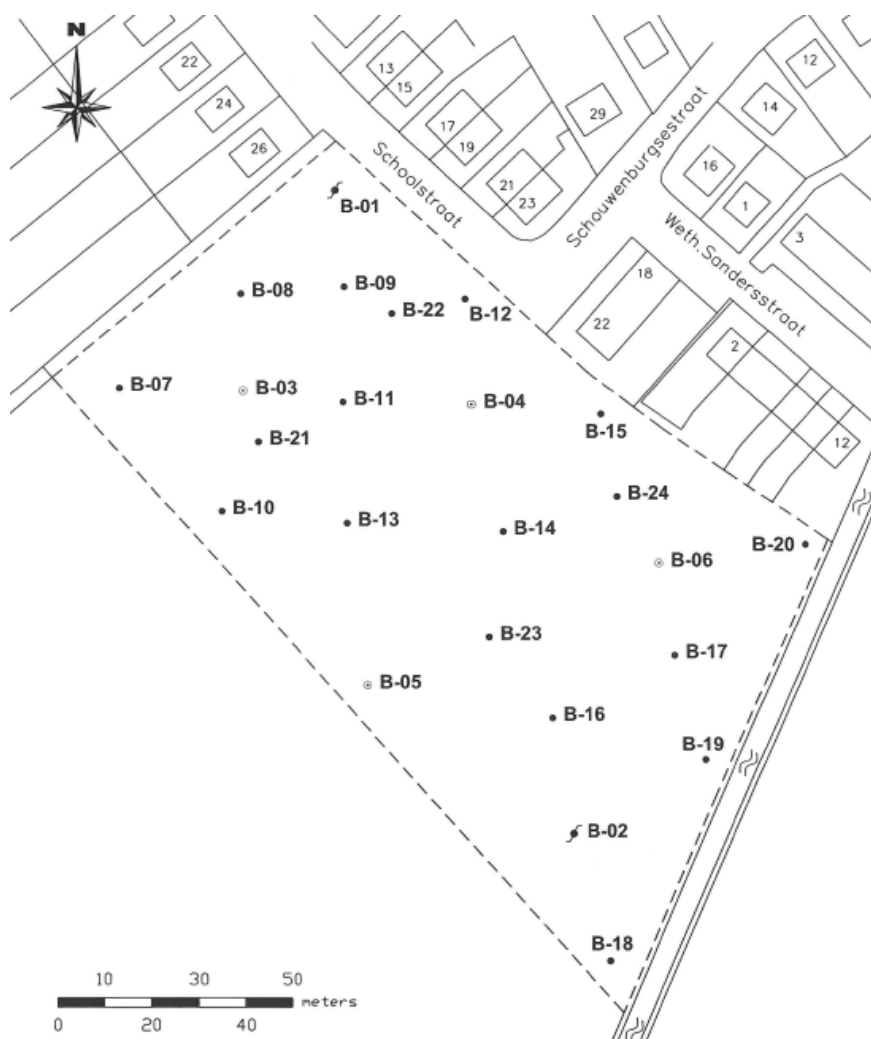 N
22
24
26
13
15
17
19
21
23
29
12
14
16
1
3
18
22
2
12
Schoolstraat
Schouwenburgsestraat
Weth. Sandersstraat
B-01
B-08
B-09
B-22
B-12
B-07
B-03
B-11
B-04
B-15
B-21
B-24
B-10
B-13
B-14
B-20
B-06
B-23
B-17
B-05
B-16
B-19
B-02
B-18
10 30 50
meters
0 20 40